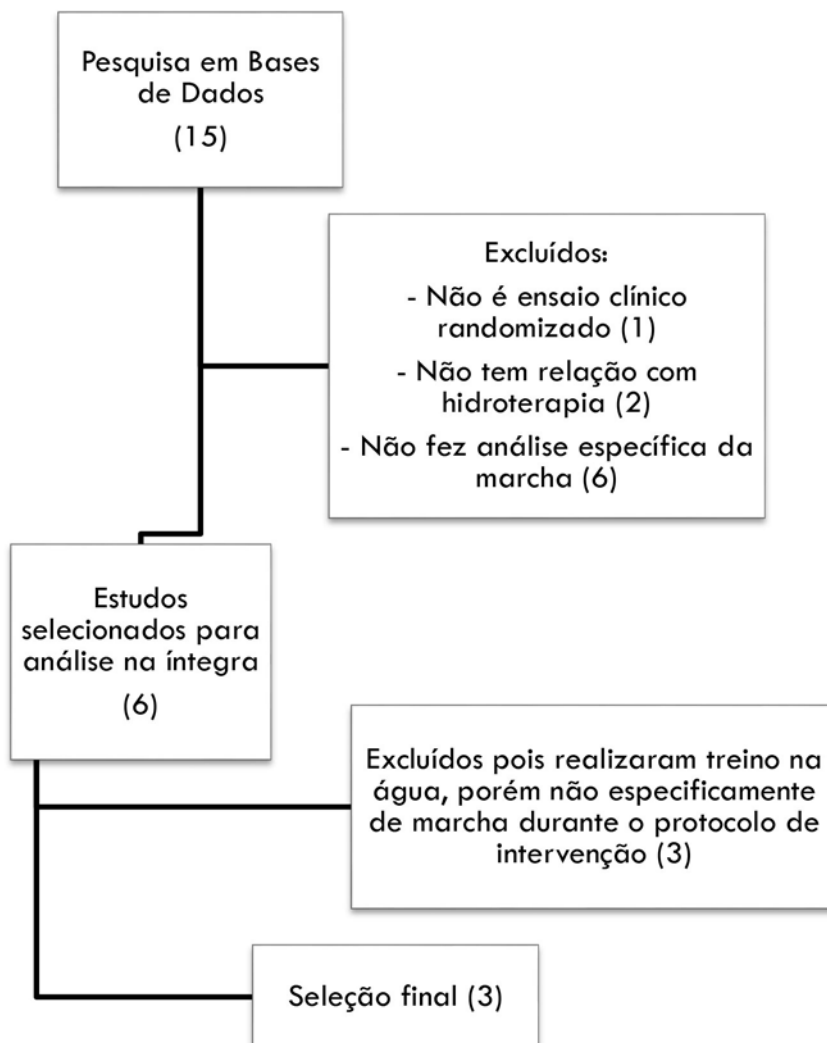 Pesquisa em Bases
de Dados
(15)
Excluídos:
- Não é ensaio clínico
randomizado (1)
- Não tem relação com
hidroterapia (2)
- Não fez análise específica da
marcha (6)
Estudos
selecionados para
análise na íntegra
(6)
Excluídos pois realizaram treino na
água, porém não especificamente
de marcha durante o protocolo de
intervenção (3)
Seleção final (3)